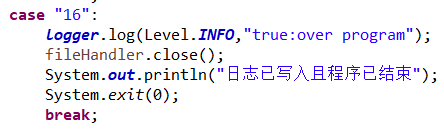 case "16":
Logger.log(Level.INFO,"true:over program");
fileHandler.close();
System.out.println("日志已写入且程序已结束");
System.exit(0);
break;